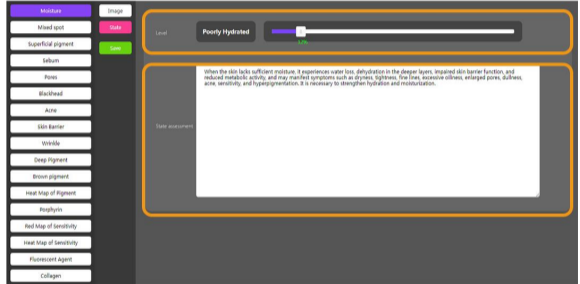 Moisture
Mixed spot
Superficial pigment
Sebum
Pores
Blackhead
Acne
Skin Barrier
Wrinkle
Deep Pigment
Brown pigment
Heat Map of Pigment
Porphyrin
Red Map of Sensitivity
Heat Map of Sensitivity
Fluorescent Agent
Collagen
Image
State
Save
Level
Poorly Hydrated
State assessment
When the skin lacks sufficient moisture, it experiences water loss, dehydration in the deeper layers, impaired skin barrier function, and
reduced metabolic activity, and may manifest symptoms such as dryness, tightness, fine lines, excessive oiliness, enlarged pores, dullness,
acne, sensitivity, and hyperpigmentation. It is necessary to strengthen hydration and moisturization.